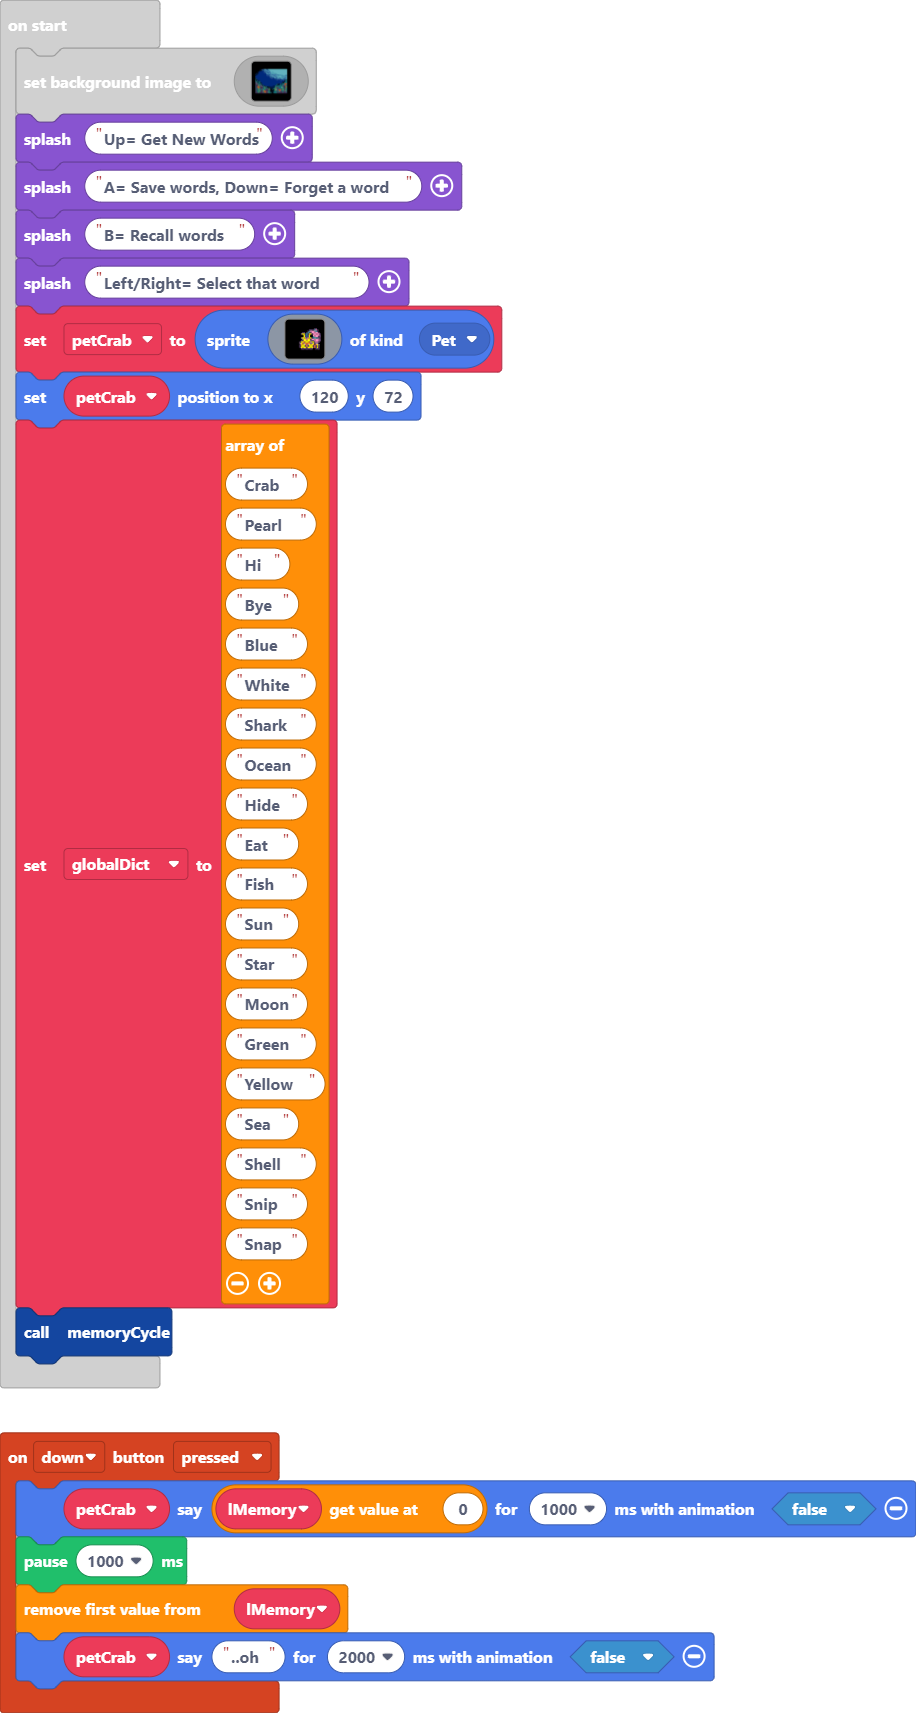 on start
set background image to
splash "Up= Get New Words"
splash "A= Save words, Down= Forget a word "
splash "B= Recall words "
splash "Left/Right= Select that word "
set petCrab to sprite of kind Pet
set petCrab position to x 120 y 72
array of
"Crab "
"Pearl "
"Hi "
"Bye "
"Blue "
"White "
"Shark "
"Ocean "
"Hide "
"Eat "
set globalDict to
"Fish "
"Sun "
"Star "
"Moon"
"Green "
"Yellow "
"Sea "
"Shell "
"Snip "
"Snap "
call memoryCycle
on down button pressed
petCrab say lMemory get value at 0 for 1000 ms with animation false
pause 1000 ms
remove first value from lMemory
petCrab say "..oh " for 2000 ms with animation false